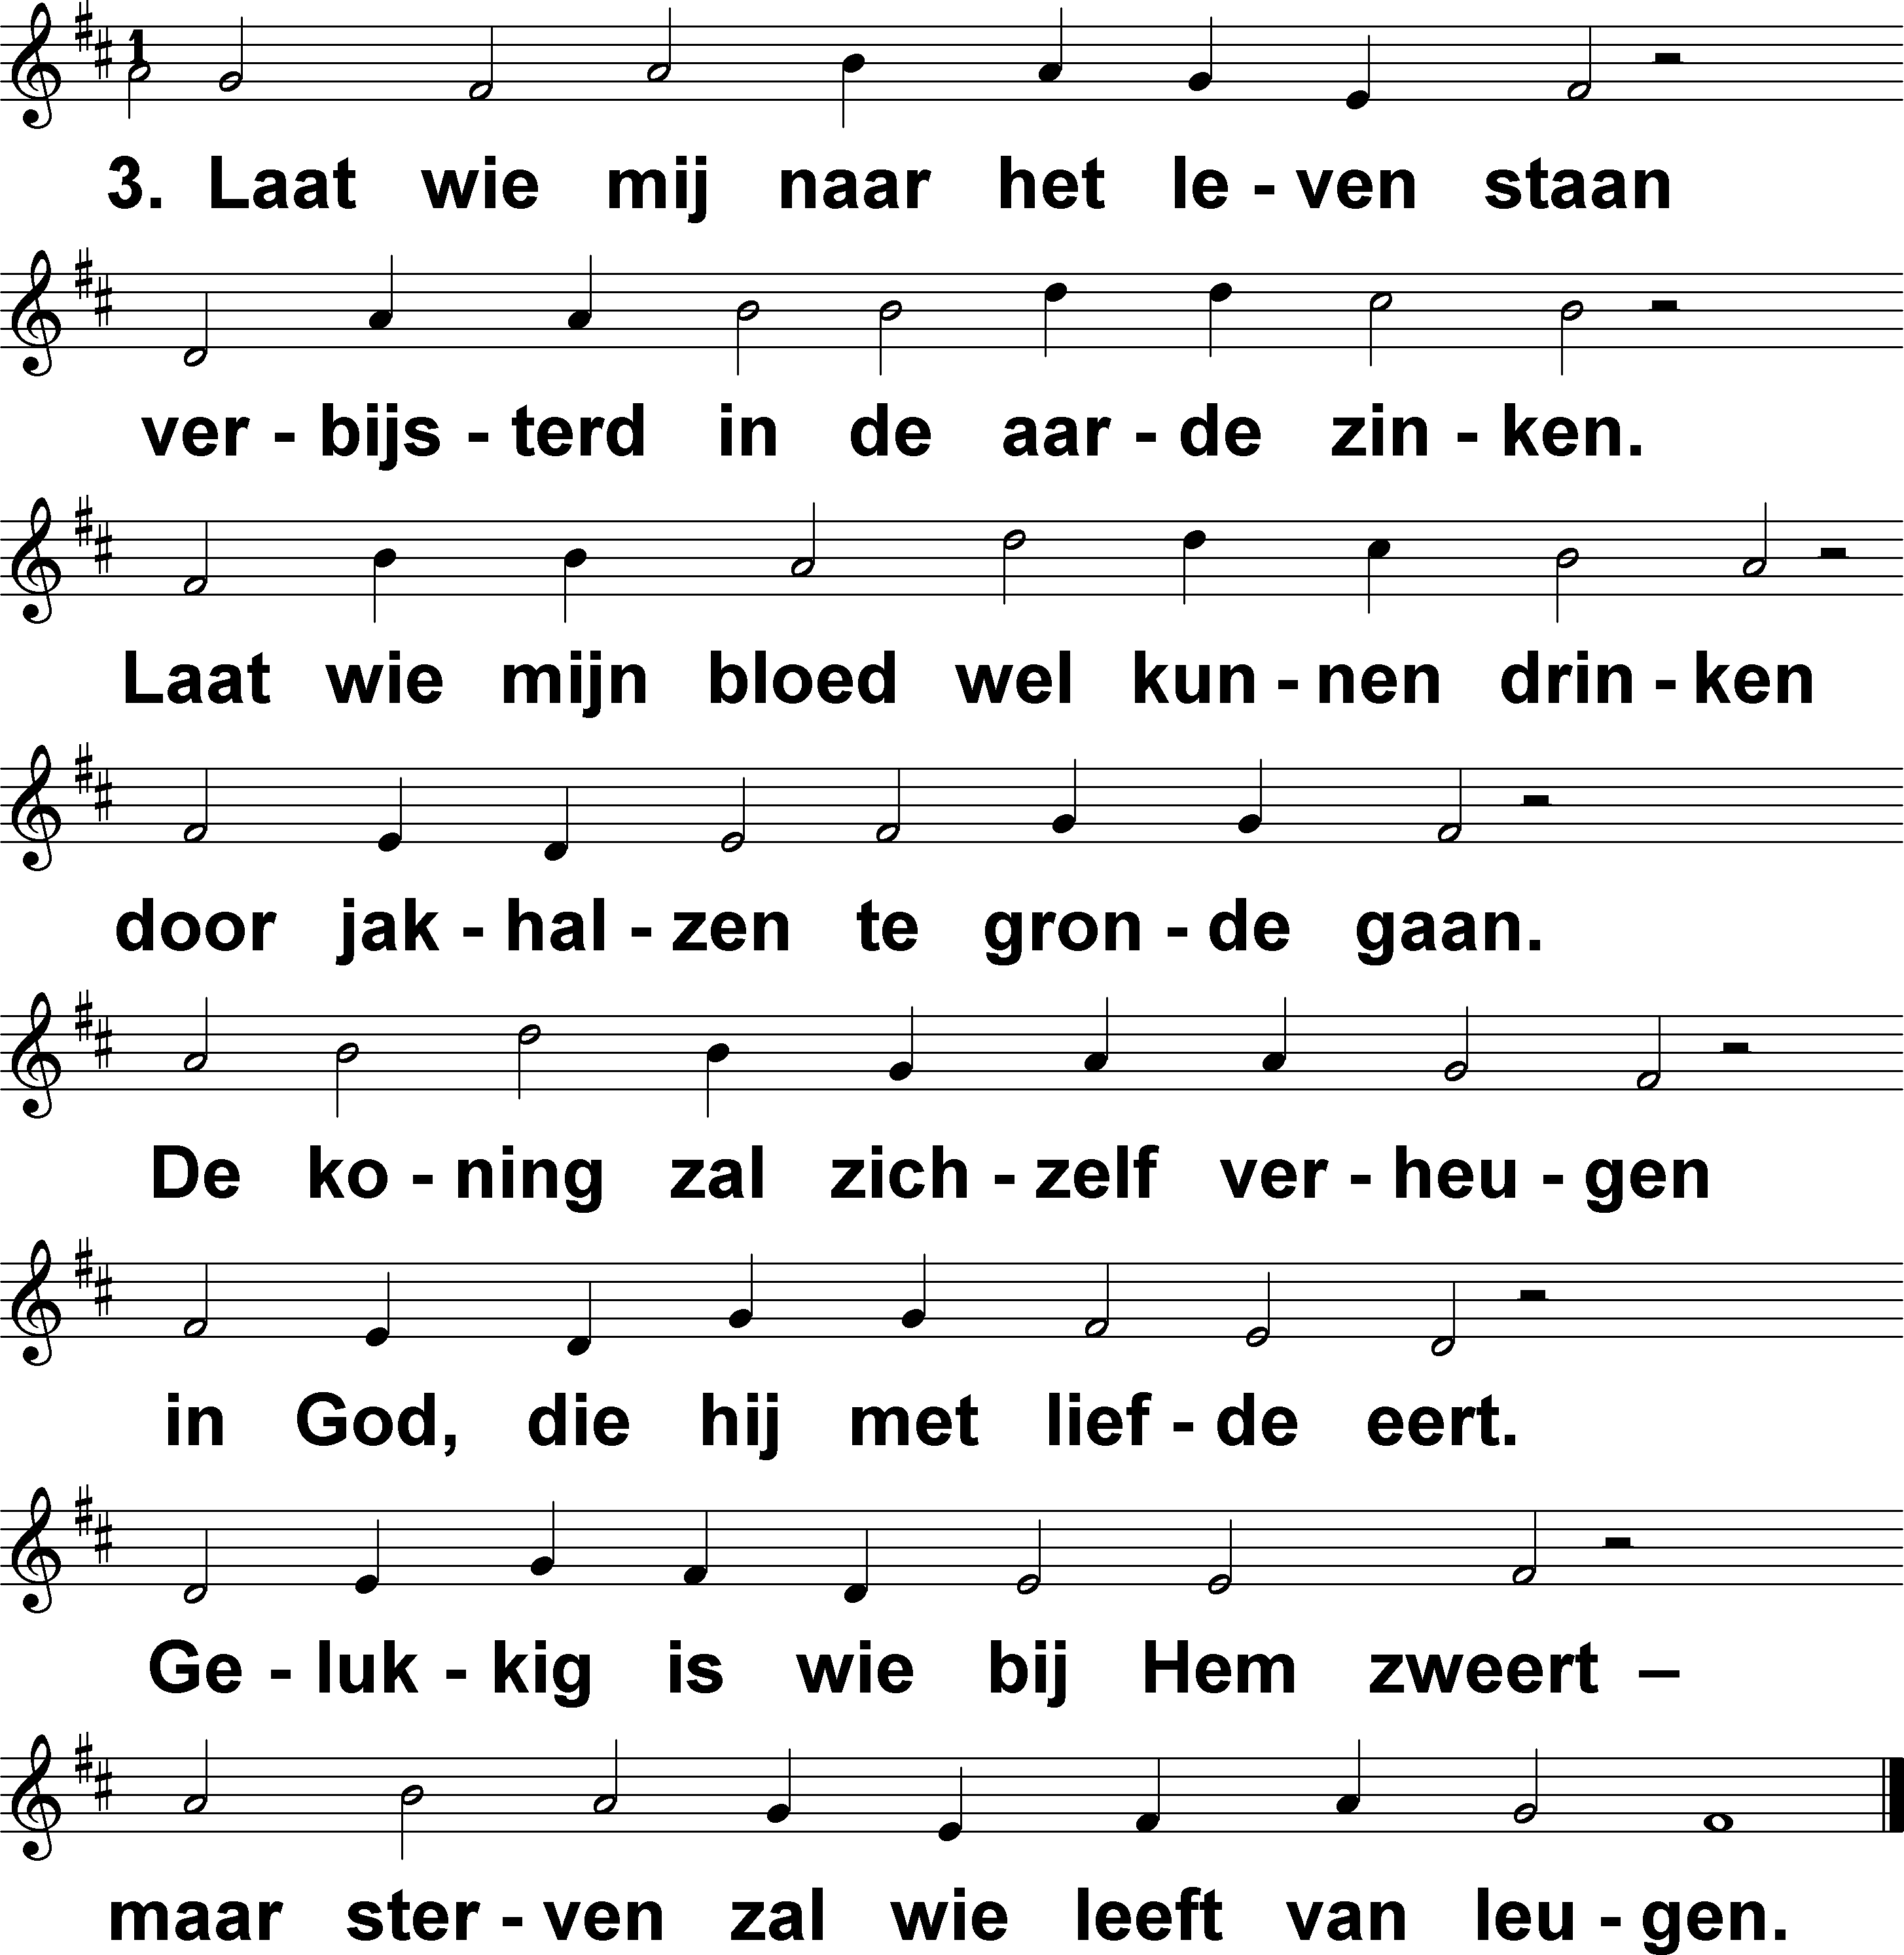 3. Laat wie mij naar het le - ven staan
ver - bijs - terd in de aar - de zin - ken.
Laat wie mijn bloed wel kun - nen drin - ken
door jak - hal - zen te gron - de gaan.
De ko - ning zal zich - zelf ver - heu - gen
in God, die hij met lief - de eert.
Ge - luk - kig is wie bij Hem zweert –
maar ster - ven zal wie leeft van leu - gen.